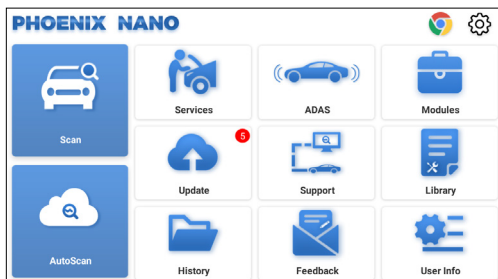 PHOENIX NANO
Scan
Services
ADAS
Modules
5
Update
Support
Library
AutoScan
History
Feedback
User Info